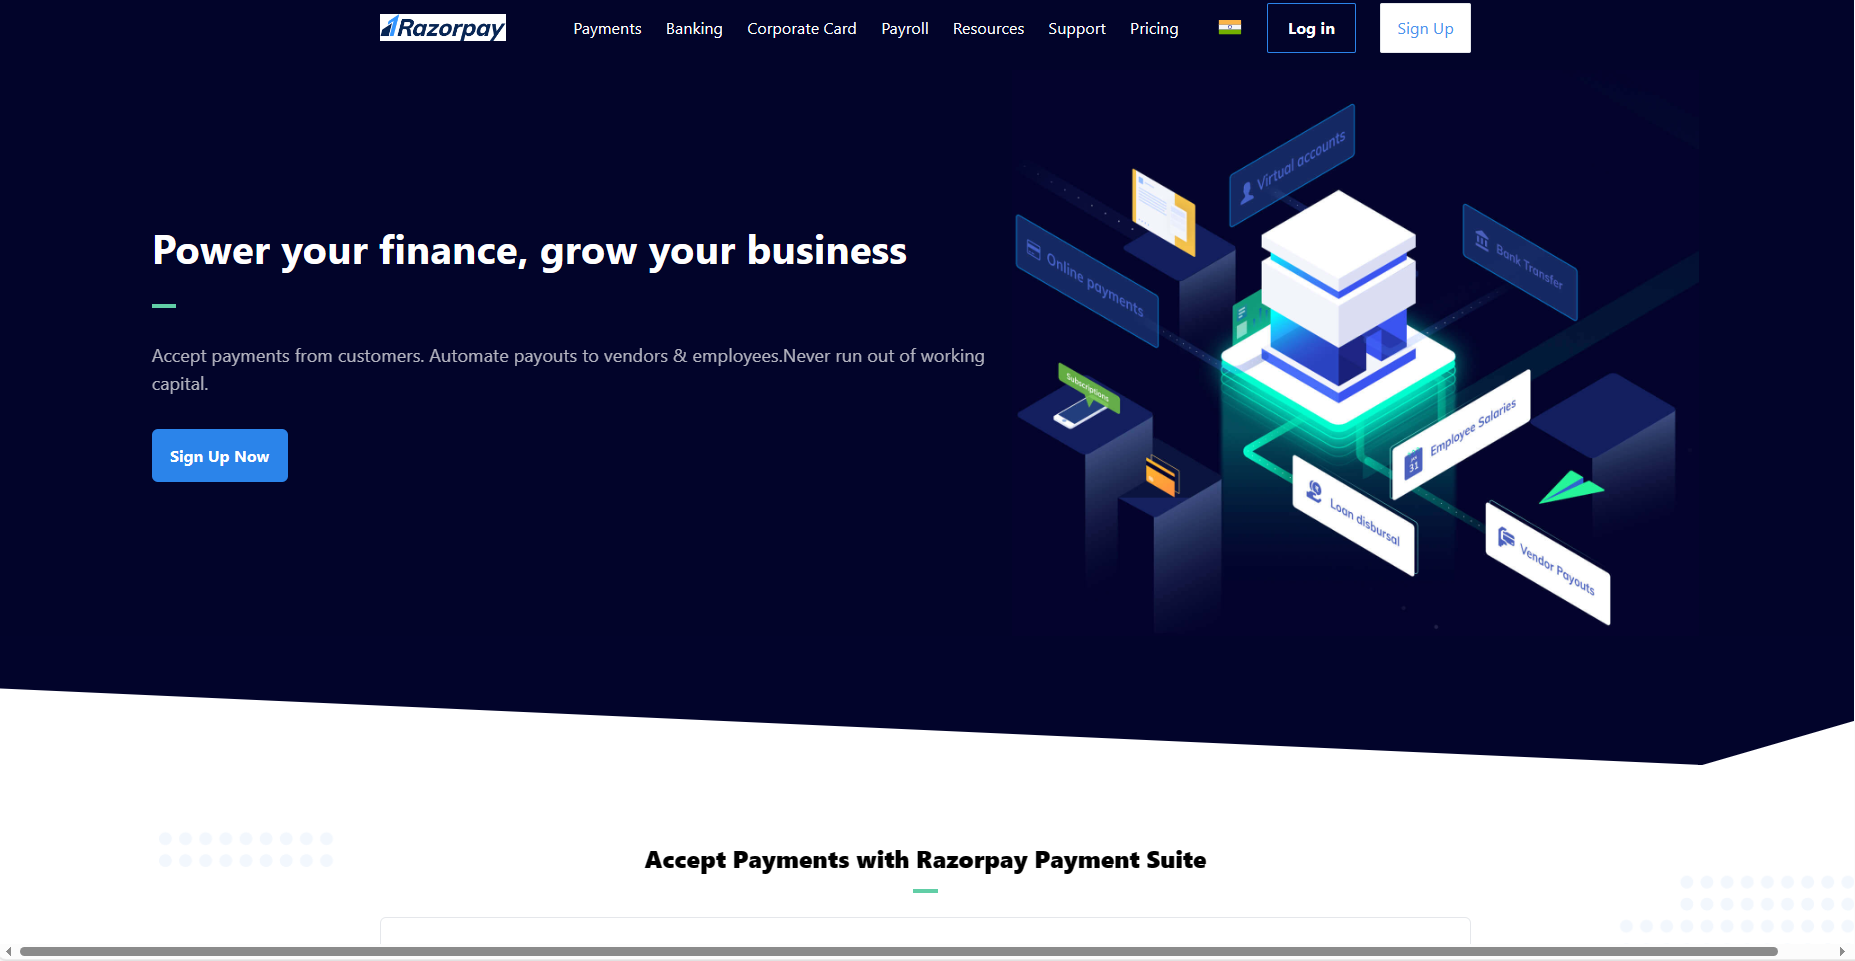 Razorpay
Payments
Banking
Corporate Card
Payroll
Resources
Support
Pricing
Log in
Sign Up
Power your finance, grow your business
Accept payments from customers. Automate payouts to vendors & employees.Never run out of working
capital.
Sign Up Now
Virtual accounts
Online payments
Bank Transfer
Subscriptions
Employee Salaries
31
Loan disbursal
Vendor Payouts
Accept Payments with Razorpay Payment Suite